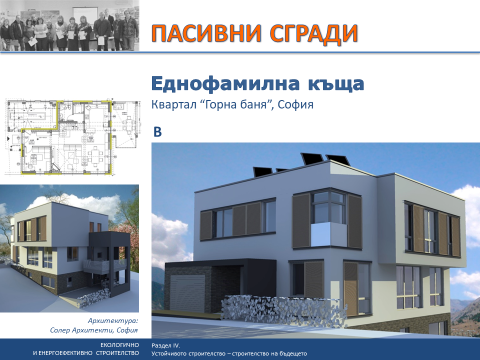 ПАСИВНИ СГРАДИ
Еднофамилна къща
Квартал “Горна баня”, София
В
Архитектура:
Солер Архитекти, София
ЕКОЛОГИЧНО
И ЕНЕРГОЕФЕКТИВНО СТРОИТЕЛСТВО
Раздел IV.
Устойчивото строителство – строителство на бъдещето